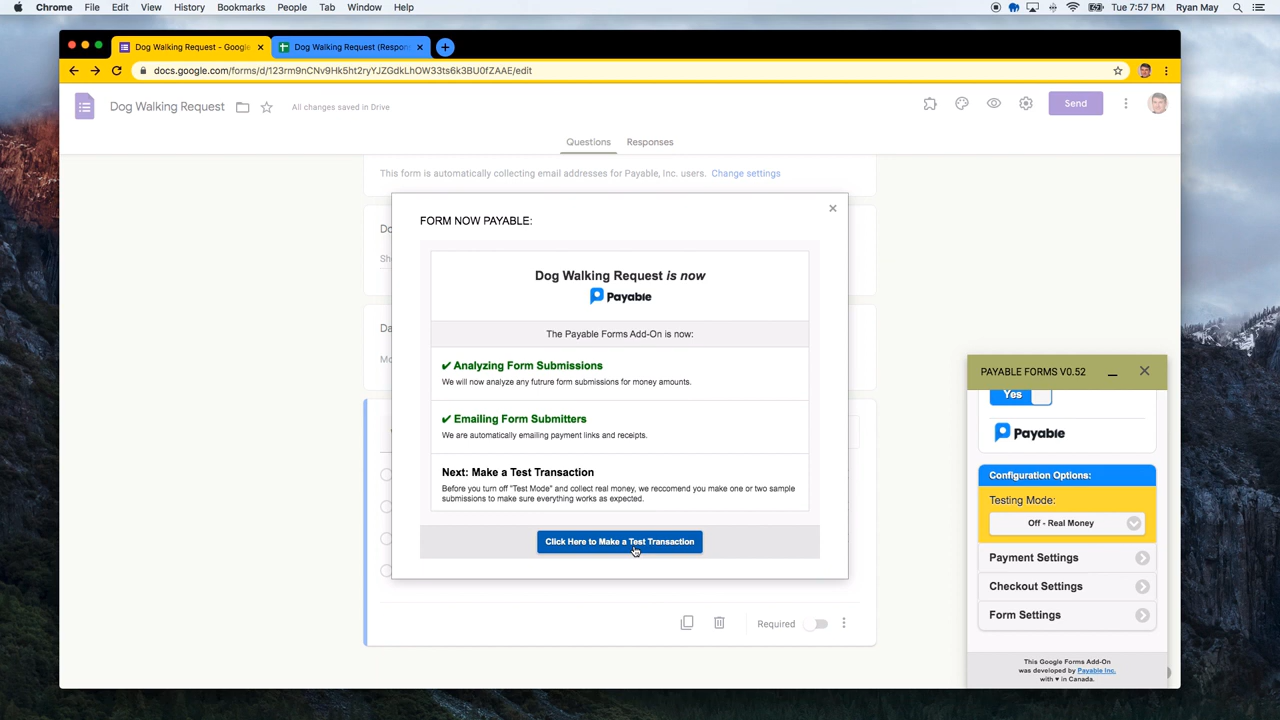 Chrome File Edit View History Bookmarks People Tab Window Help Tue 7:57 PM Ryan May
Dog Walking Request - Google Dog Walking Request (Respon
docs.google.com/forms/d/123rm9nCNv9Hk5ht2ryYJZGdkLhOW33ts6k3BU0fZAAE/edit
Dog Walking Request All changes saved in Drive Send
Questions Responses
This form is automatically collecting email addresses for Payable, Inc. users. Change settings
FORM NOW PAYABLE:
Do
Sh
Dog Walking Request is now
Payable
Da
Mo
The Payable Forms Add-On is now:
✔ Analyzing Form Submissions
We will now analyze any futrure form submissions for money amounts.
✔ Emailing Form Submitters
We are automatically emailing payment links and receipts.
Next: Make a Test Transaction
Before you turn off "Test Mode" and collect real money, we reccomend you make one or two sample
submissions to make sure everything works as expected.
Click Here to Make a Test Transaction
Required
PAYABLE FORMS V0.52
Yes
Payable
Configuration Options:
Testing Mode:
Off - Real Money
Payment Settings
Checkout Settings
Form Settings
This Google Forms Add-On
was developed by Payable Inc.
with ♥ in Canada.